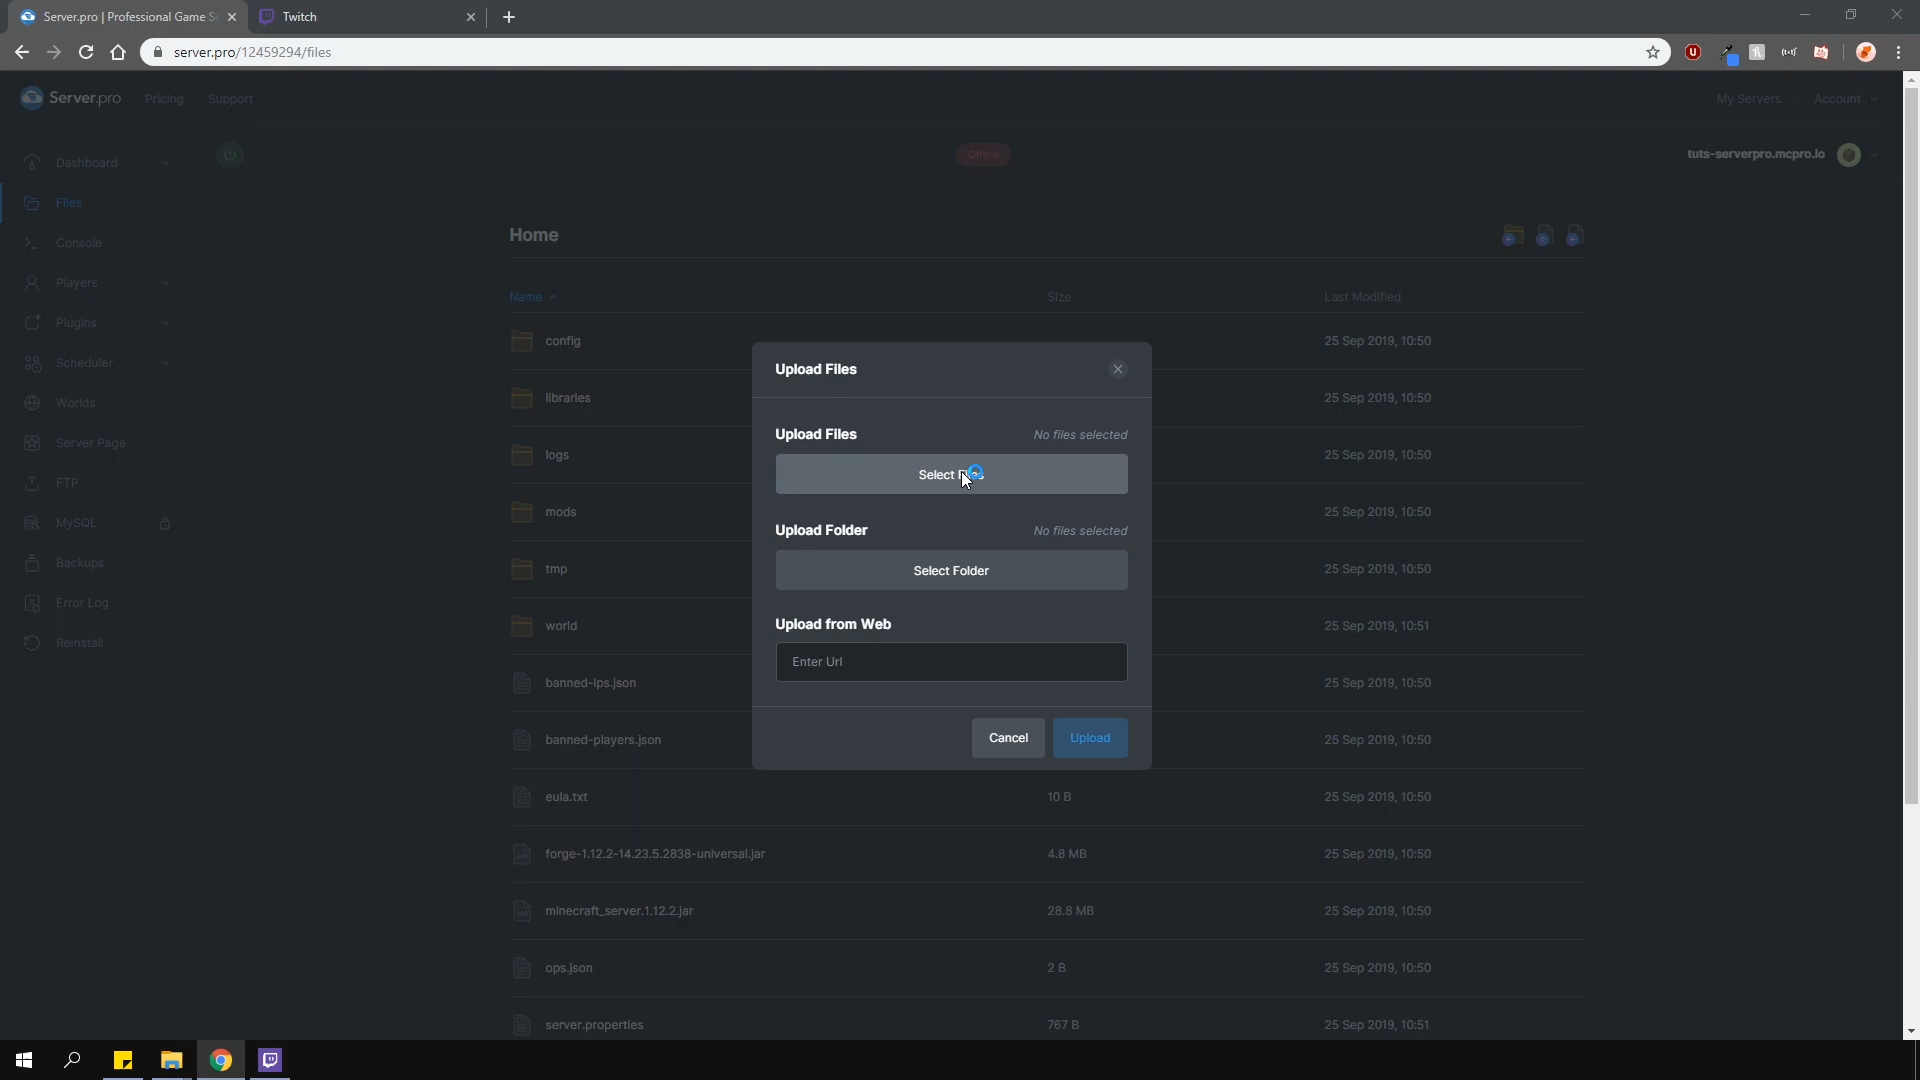 Server.pro | Professional Game S
Twitch
server.pro/12459294/files
Server.pro
Pricing
Support
My Servers
Account
Offline
tuts-serverpro.mcpro.io
Dashboard
Files
Console
Players
Plugins
Scheduler
Worlds
Server Page
FTP
MySQL
Backups
Error Log
Reinstall
Home
Name
Size
Last Modified
config
25 Sep 2019, 10:50
libraries
25 Sep 2019, 10:50
logs
25 Sep 2019, 10:50
mods
25 Sep 2019, 10:50
tmp
25 Sep 2019, 10:50
world
25 Sep 2019, 10:51
banned-ips.json
25 Sep 2019, 10:50
banned-players.json
25 Sep 2019, 10:50
eula.txt
10 B
25 Sep 2019, 10:50
forge-1.12.2-14.23.5.2838-universal.jar
4.8 MB
25 Sep 2019, 10:50
minecraft_server.1.12.2.jar
28.8 MB
25 Sep 2019, 10:50
ops.json
2 B
25 Sep 2019, 10:50
server.properties
767 B
25 Sep 2019, 10:51
Upload Files
Upload Files
No files selected
Select Files
Upload Folder
No files selected
Select Folder
Upload from Web
Enter Url
Cancel
Upload